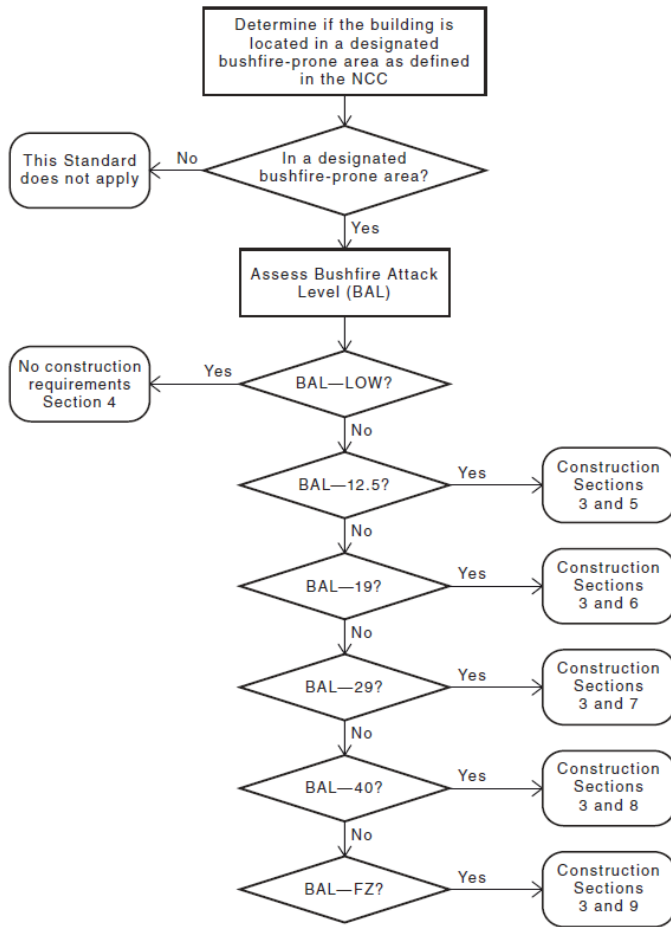 Determine if the building is
located in a designated
bushfire-prone area as defined
in the NCC
In a designated
bushfire-prone area?
No
This Standard
does not apply
Yes
Assess Bushfire Attack
Level (BAL)
BAL—LOW?
Yes
No construction
requirements
Section 4
No
BAL—12.5?
Yes
Construction
Sections
3 and 5
No
BAL—19?
Yes
Construction
Sections
3 and 6
No
BAL—29?
Yes
Construction
Sections
3 and 7
No
BAL—40?
Yes
Construction
Sections
3 and 8
No
BAL—FZ?
Yes
Construction
Sections
3 and 9